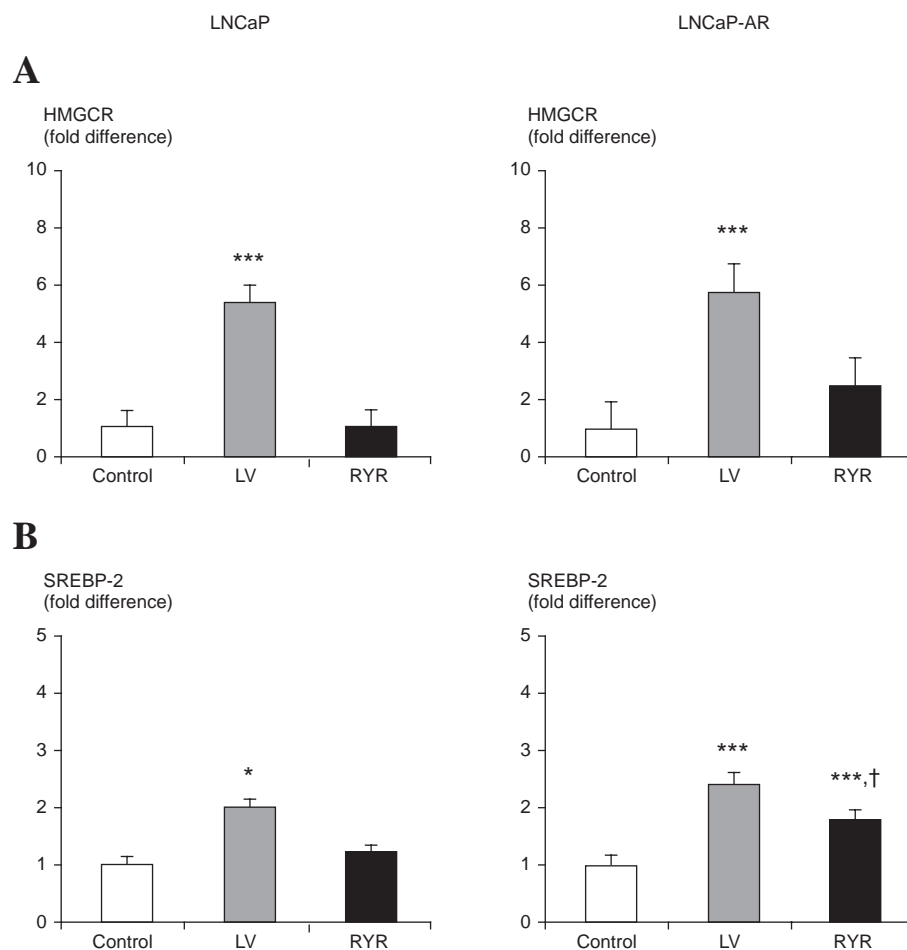 LNCaP
LNCaP-AR
A
HMGCR
(fold difference)
10
8
6
4
2
0
***
Control
LV
RYR
HMGCR
(fold difference)
10
8
6
4
2
0
***
Control
LV
RYR
B
SREBP-2
(fold difference)
5
4
3
2
1
0
*
Control
LV
RYR
SREBP-2
(fold difference)
5
4
3
2
1
0
***
***,†
Control
LV
RYR